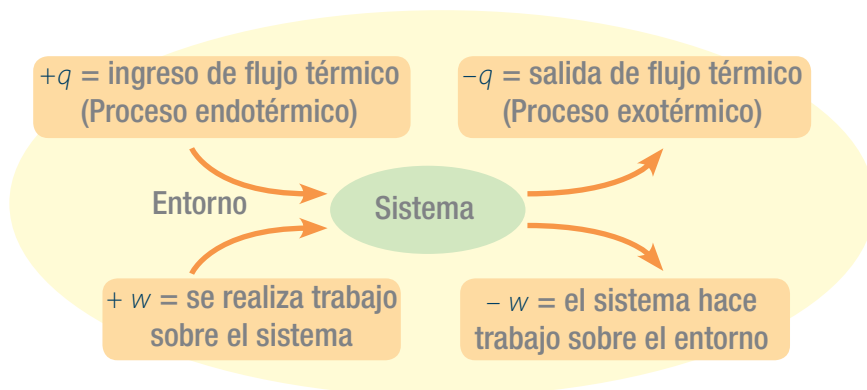 +q = ingreso de flujo térmico
(Proceso endotérmico)
–q = salida de flujo térmico
(Proceso exotérmico)
Entorno
Sistema
+ w = se realiza trabajo
sobre el sistema
– w = el sistema hace
trabajo sobre el entorno